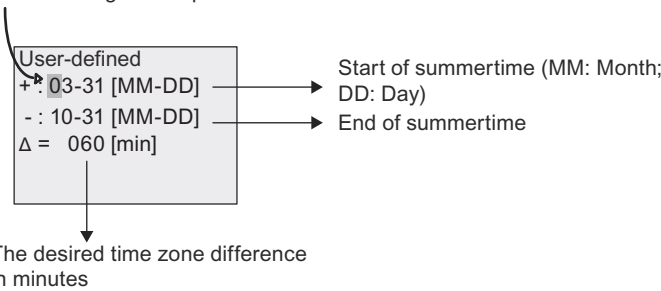 User-defined
+ : 03-31 [MM-DD]
- : 10-31 [MM-DD]
Δ = 060 [min]
Start of summertime (MM: Month;
DD: Day)
End of summertime
The desired time zone difference
in minutes